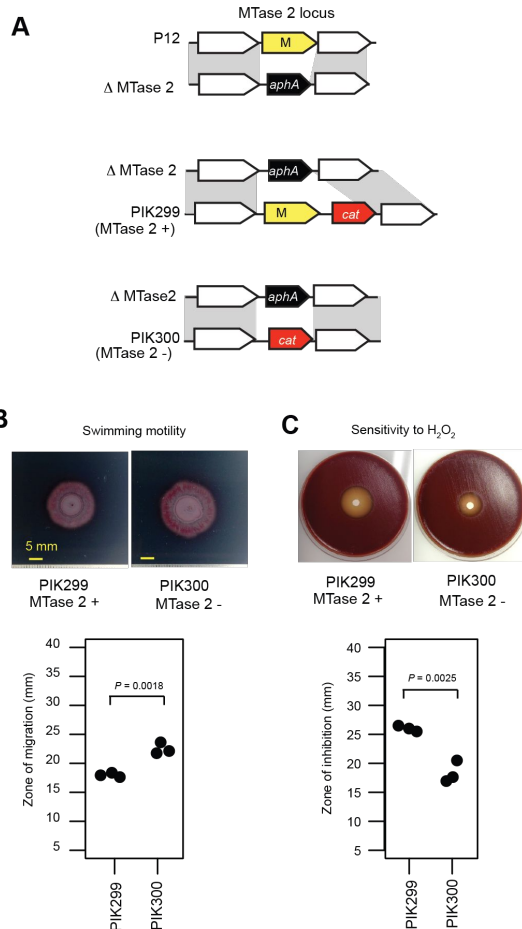 A
MTase 2 locus
P12
M
Δ MTase 2
aphA
Δ MTase 2
aphA
PIK299
(MTase 2 +)
M
cat
Δ MTase2
aphA
PIK300
(MTase 2 -)
cat
B
Swimming motility
5 mm
PIK299
MTase 2 +
PIK300
MTase 2 -
Zone of migration (mm)
40
35
30
25
20
15
10
5
P = 0.0018
PIK299
PIK300
C
Sensitivity to H₂O₂
PIK299
MTase 2 +
PIK300
MTase 2 -
Zone of inhibition (mm)
40
35
30
25
20
15
10
5
P = 0.0025
PIK299
PIK300